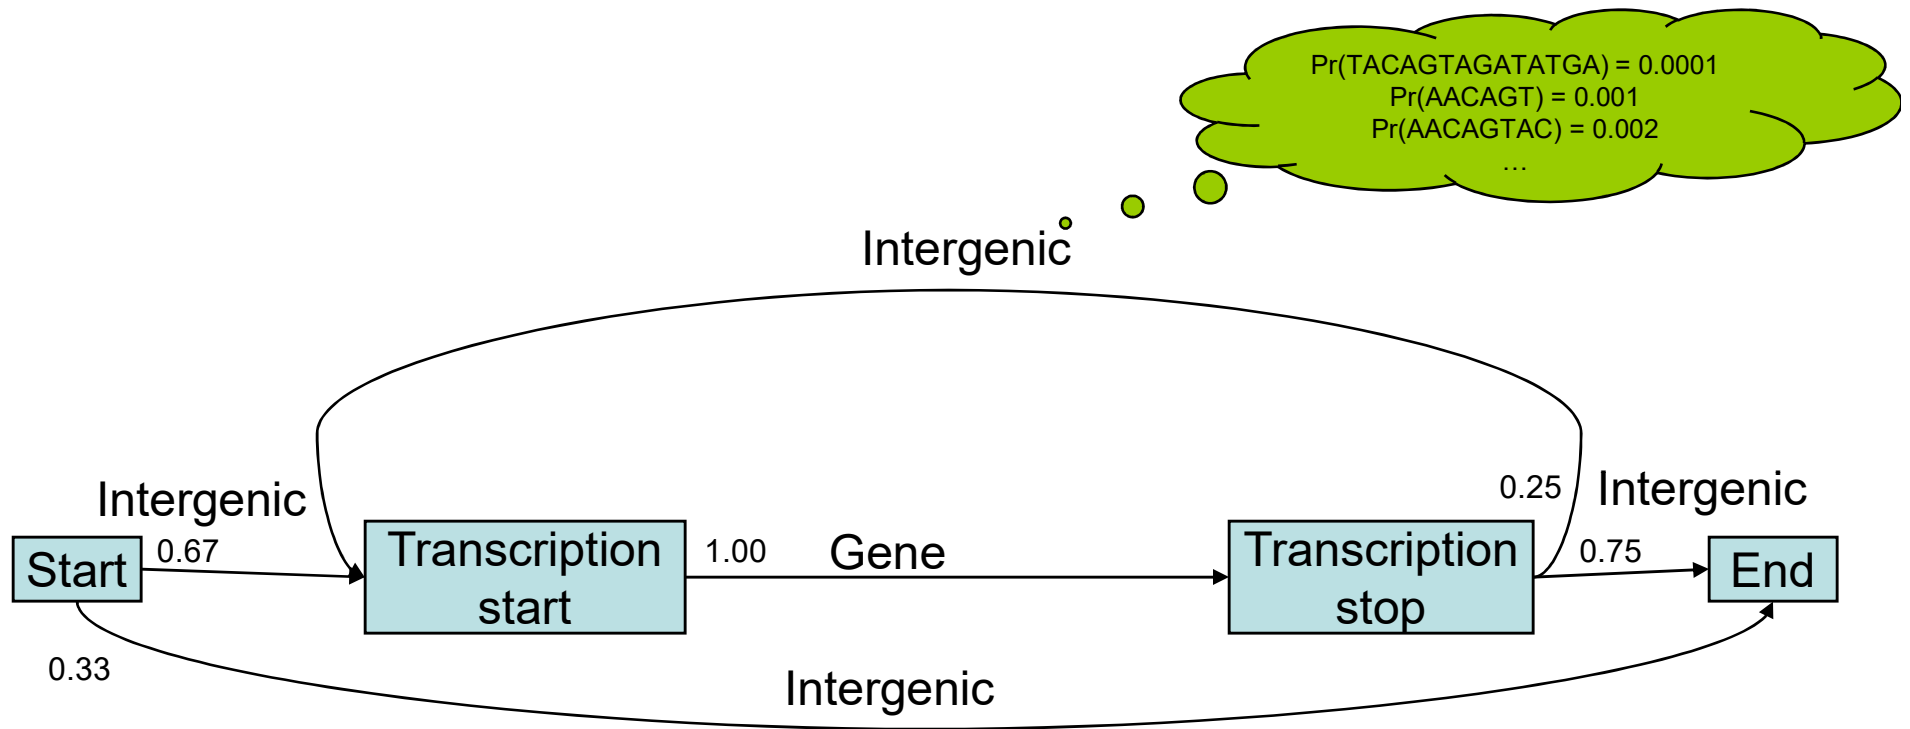 Pr(TACAGTAGATATGA) = 0.0001
Pr(AACAGT) = 0.001
Pr(AACAGTAC) = 0.002
…
Intergenic
Intergenic
0.25
Intergenic
Start
0.67
Transcription
start
1.00
Gene
Transcription
stop
0.75
End
0.33
Intergenic